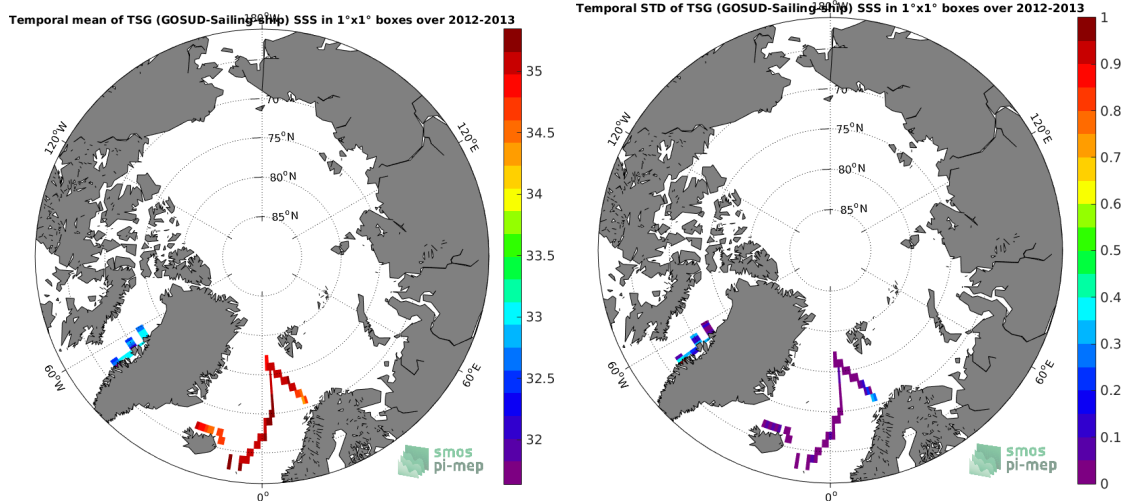 Temporal mean of TSG (GOSUD-Sailing-ship) SSS in 1°x1° boxes over 2012-2013
180°W
120°W
120°E
70
75°N
80°N
85°N
60°W
60°E
0°
35
34.5
34
33.5
33
32.5
32
smos
pi-mep
Temporal STD of TSG (GOSUD-Sailing-ship) SSS in 1°x1° boxes over 2012-2013
180°W
120°W
120°E
70
75°N
80°N
85°N
60°W
60°E
0°
1
0.9
0.8
0.7
0.6
0.5
0.4
0.3
0.2
0.1
0
smos
pi-mep